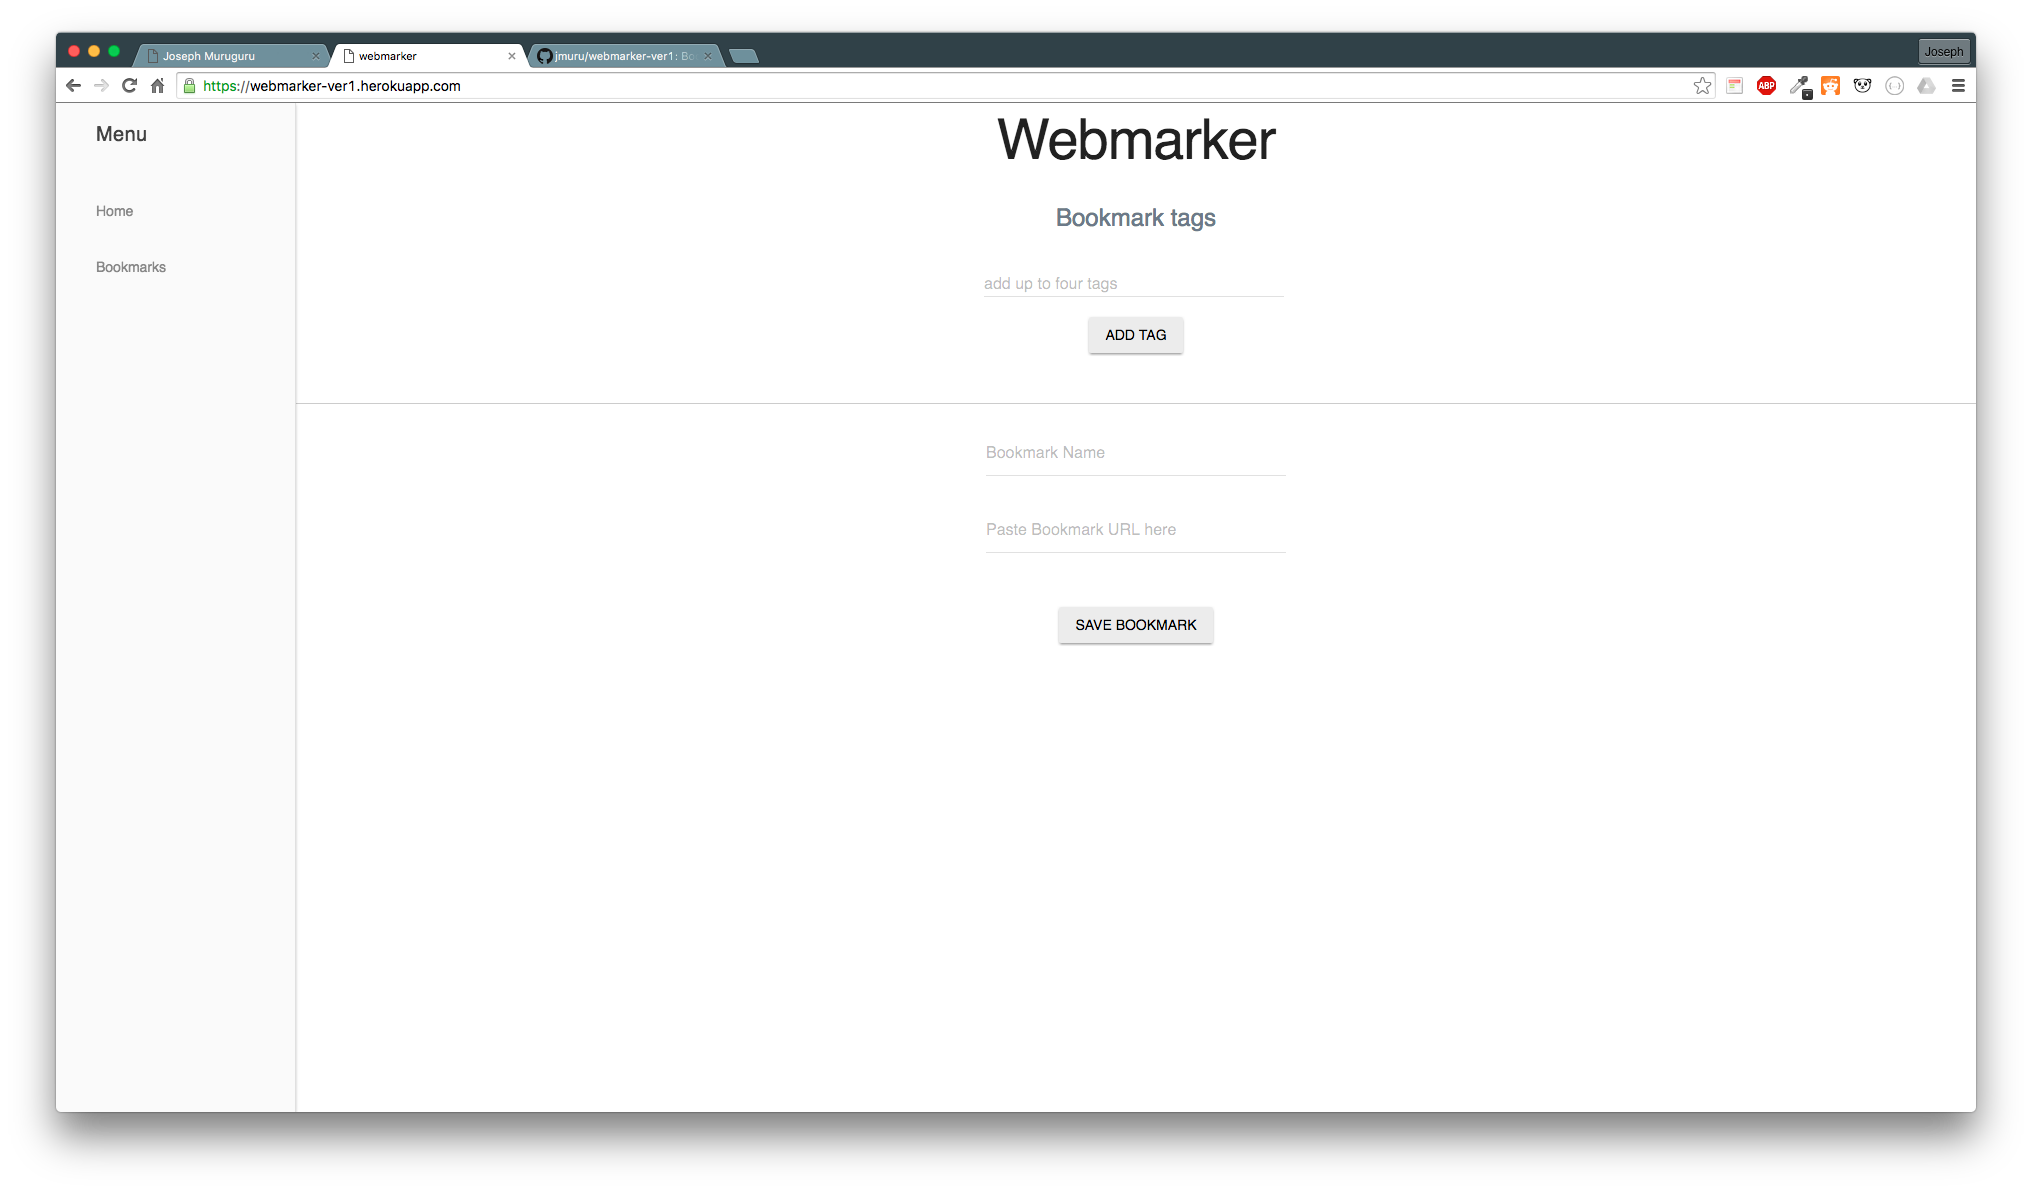 Joseph Muruguru
webmarker
jmuru/webmarker-ver1: Bo
Joseph
https://webmarker-ver1.herokuapp.com
ABP
Menu
Home
Bookmarks
Webmarker
Bookmark tags
add up to four tags
ADD TAG
Bookmark Name
Paste Bookmark URL here
SAVE BOOKMARK